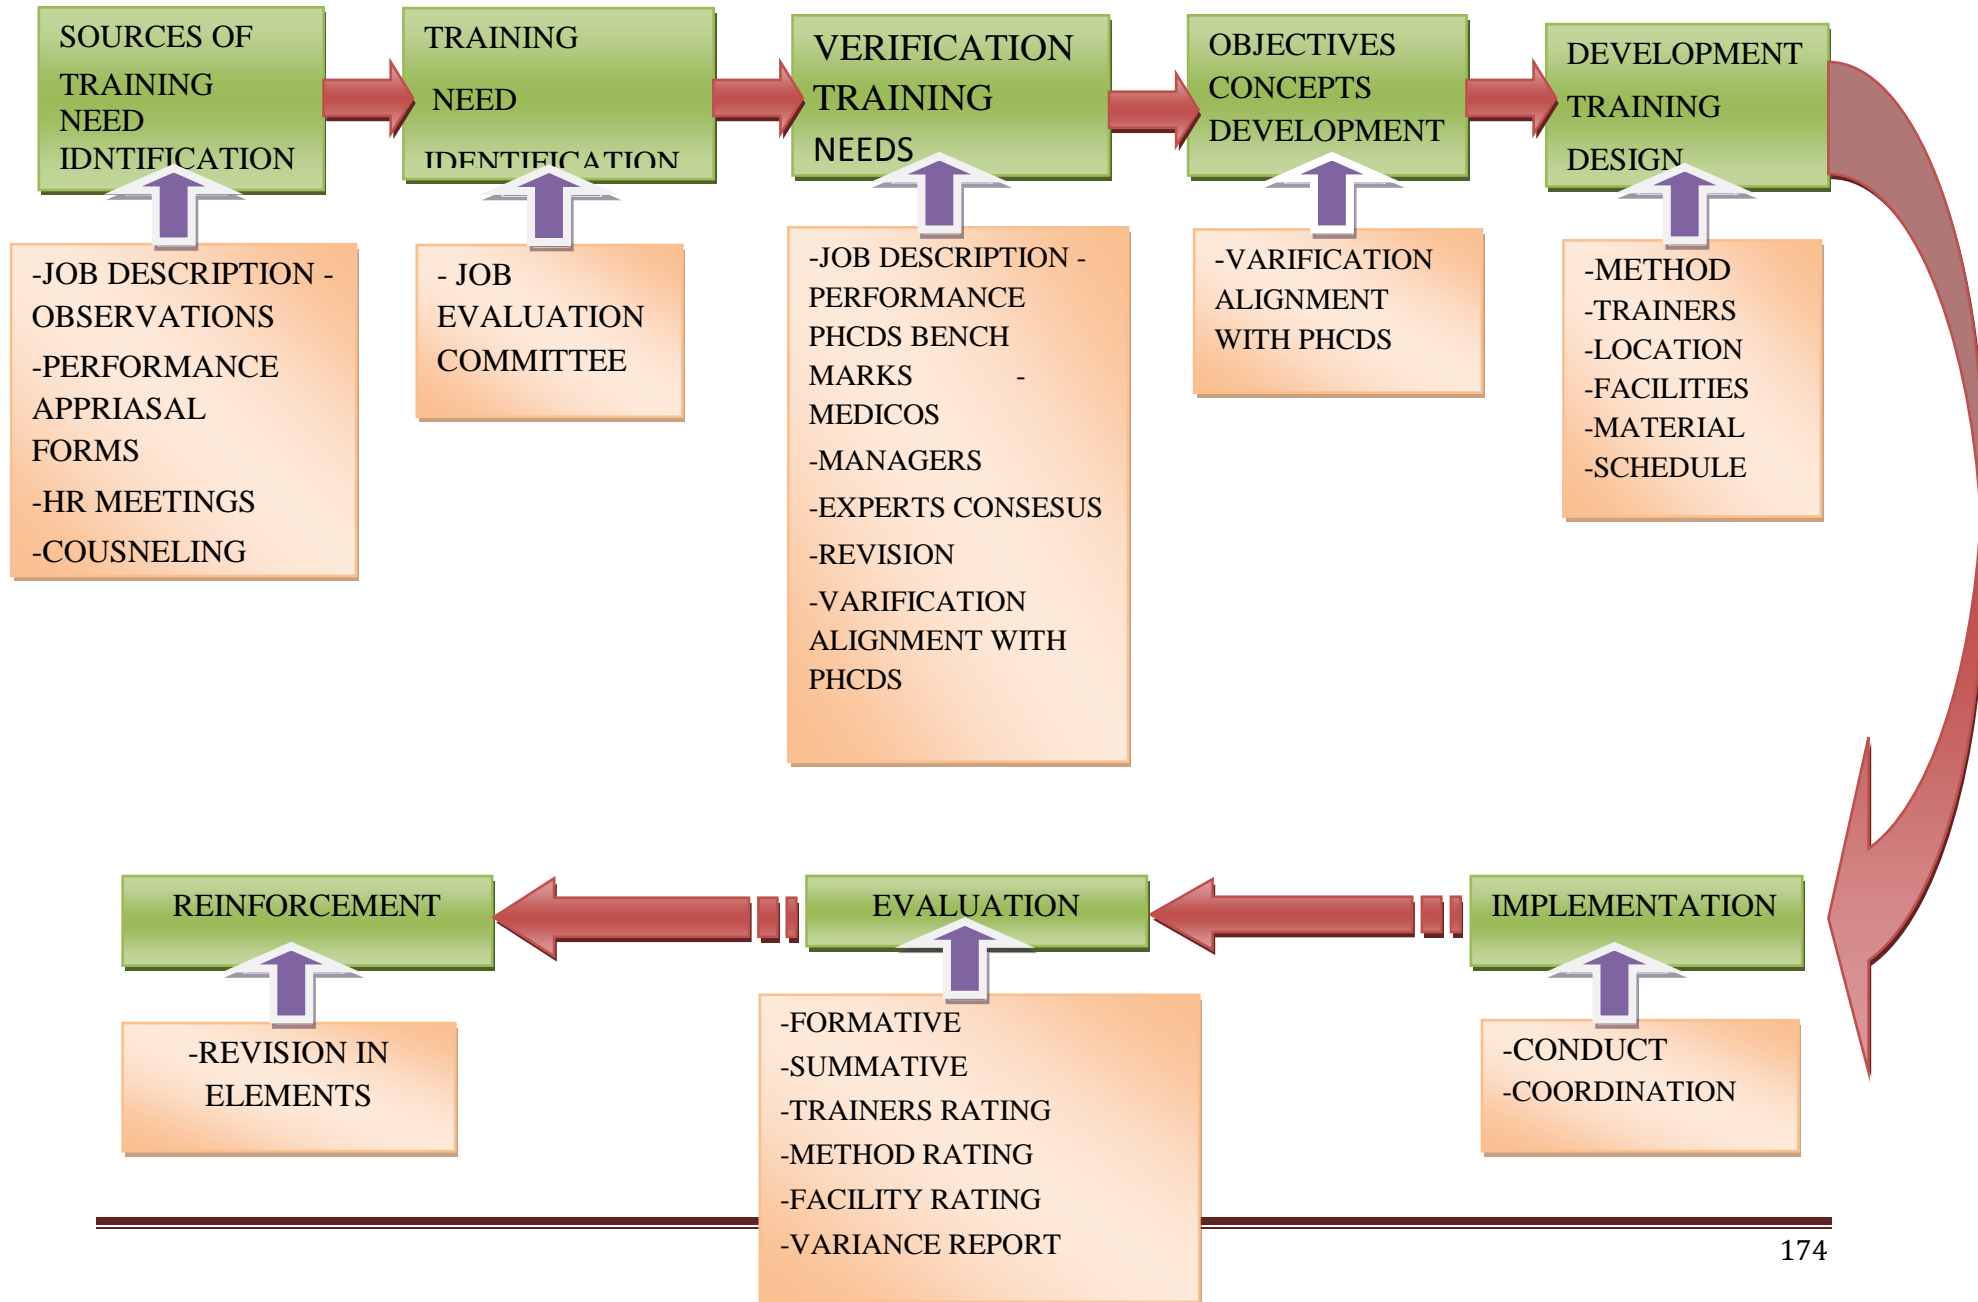 SOURCES OF
TRAINING
NEED
IDNTIFICATION
TRAINING
NEED
IDENTIFICATION
VERIFICATION
TRAINING
NEEDS
OBJECTIVES
CONCEPTS
DEVELOPMENT
DEVELOPMENT
TRAINING
DESIGN
-JOB DESCRIPTION -
OBSERVATIONS
-PERFORMANCE
APPRIASAL
FORMS
-HR MEETINGS
-COUSNELING
- JOB
EVALUATION
COMMITTEE
-JOB DESCRIPTION -
PERFORMANCE
PHCDS BENCH
MARKS -
MEDICOS
-MANAGERS
-EXPERTS CONSESUS
-REVISION
-VARIFICATION
ALIGNMENT WITH
PHCDS
-VARIFICATION
ALIGNMENT
WITH PHCDS
-METHOD
-TRAINERS
-LOCATION
-FACILITIES
-MATERIAL
-SCHEDULE
REINFORCEMENT
EVALUATION
IMPLEMENTATION
-REVISION IN
ELEMENTS
-FORMATIVE
-SUMMATIVE
-TRAINERS RATING
-METHOD RATING
-FACILITY RATING
-VARIANCE REPORT
-CONDUCT
-COORDINATION
174